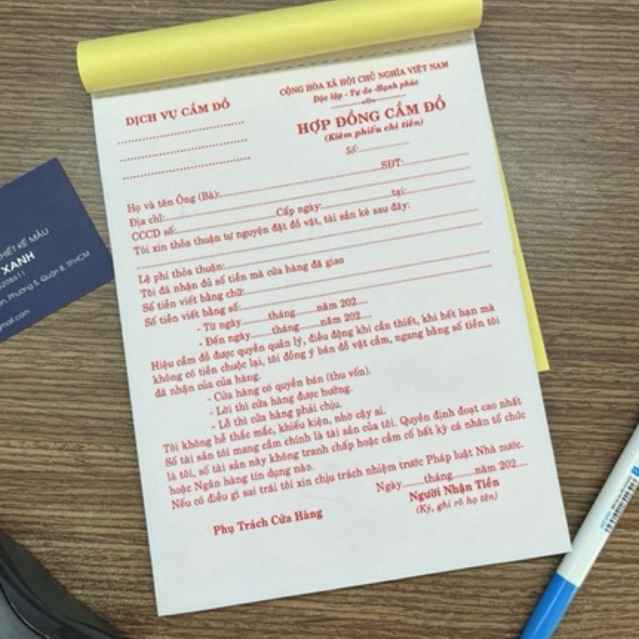 DỊCH VỤ CẦM ĐỒ
CỘNG HÒA XÃ HỘI CHỦ NGHĨA VIỆT NAM
Độc lập - Tự do - Hạnh phúc
HỢP ĐỒNG CẦM ĐỒ
(Kiêm phiếu chi tiền)
Số:
Họ và tên Ông (Bà): SĐT:
Địa chỉ:
CCCD số: Cấp ngày: tại:
Tôi xin thỏa thuận tự nguyện đặt đồ vật, tài sản kê sau đây:
Lệ phí thỏa thuận:
Tôi đã nhận đủ số tiền mà cửa hàng đã giao
Số tiền viết bằng chữ:
Số tiền viết bằng số:
- Từ ngày.........tháng.........năm 202....
- Đến ngày.........tháng.........năm 202....
Hiệu cầm đồ được quyền quản lý, điều động khi cần thiết, khi hết hạn mà
không có tiền chuộc lại, tôi đồng ý bán đồ vật cầm, ngang bằng số tiền tôi
đã nhận của của hàng.
- Cửa hàng có quyền bán (thu vốn).
- Lời thì cửa hàng được hưởng.
- Lỗ thì cửa hàng phải chịu.
Tôi không hề thắc mắc, khiếu kiện, nhờ cậy ai.
Số tài sản tôi mang cầm chính là tài sản của tôi. Quyền định đoạt cao nhất
là tôi, số tài sản này không tranh chấp hoặc cầm cố bất kỳ cá nhân tổ chức
hoặc Ngân hàng tín dụng nào.
Nếu có điều gì sai trái tôi xin chịu trách nhiệm trước Pháp luật Nhà nước.
Ngày.........tháng.........năm 202....
Phụ Trách Cửa Hàng
Người Nhận Tiền
(Ký, ghi rõ họ tên)
THIẾT KẾ MẪU
XANH
Phường 5, Quận 8, TP.HCM
gmail.com